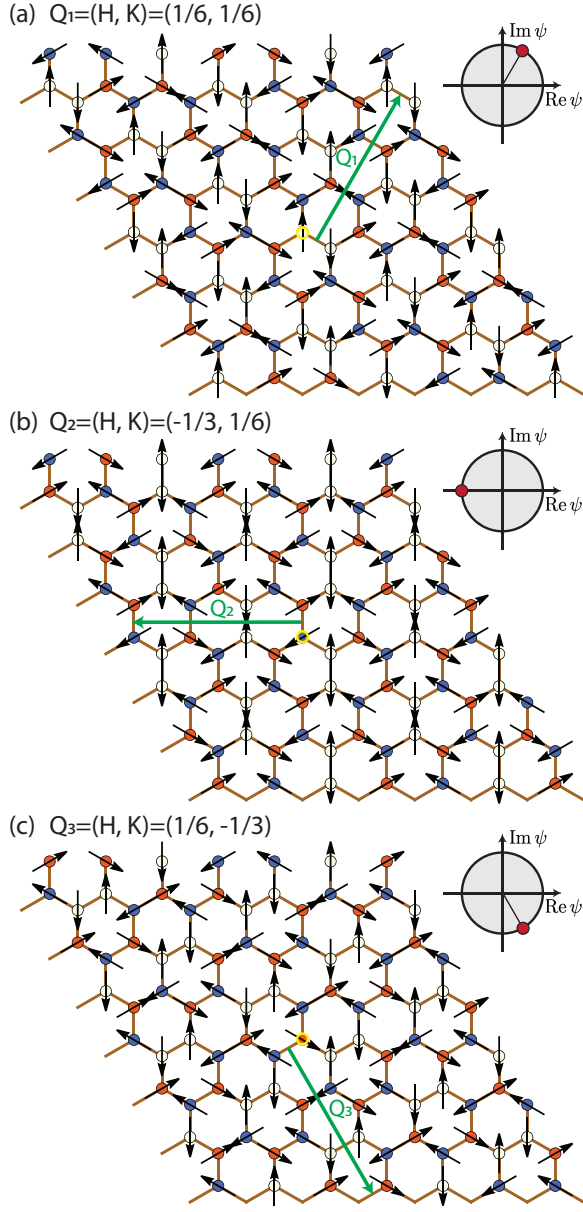 (a) Q₁=(H, K)=(1/6, 1/6)
Im ψ
Re ψ
Q₁
(b) Q₂=(H, K)=(-1/3, 1/6)
Im ψ
Re ψ
Q₂
(c) Q₃=(H, K)=(1/6, -1/3)
Im ψ
Re ψ
Q₃